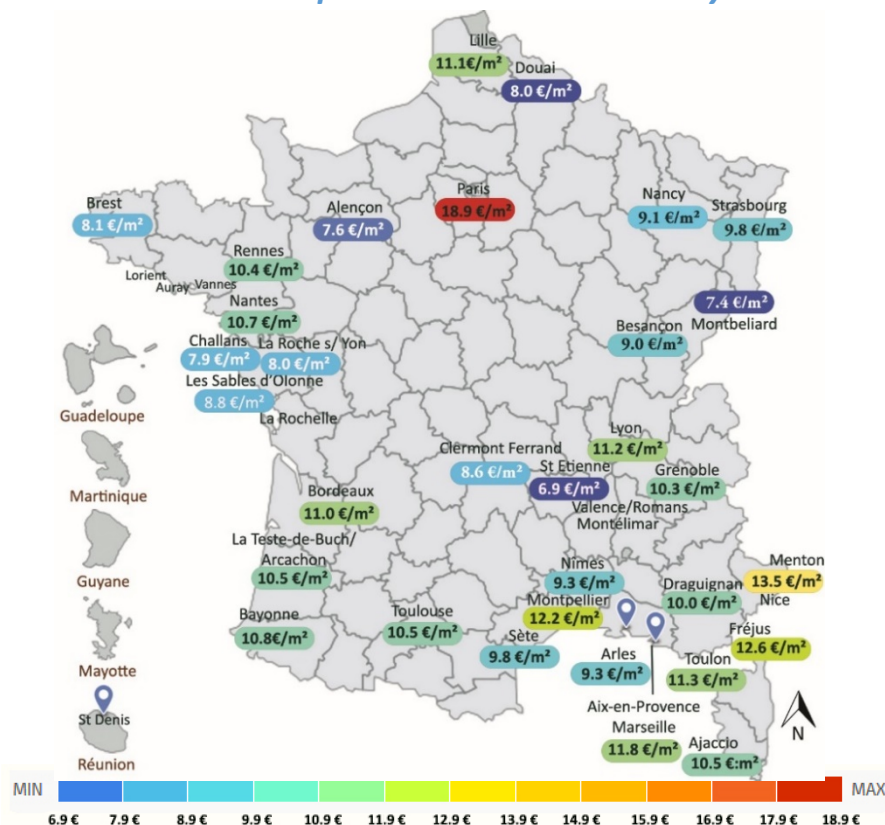 Lille
11.1€/m²
Douai
8.0 €/m²
Paris
18.9 €/m²
Nancy
9.1 €/m²
Strasbourg
9.8 €/m²
Brest
8.1 €/m²
Alençon
7.6 €/m²
Rennes
10.4 €/m²
Lorient
Auray
Vannes
Nantes
10.7 €/m²
7.4 €/m²
Montbeliard
Besançon
9.0 €/m²
Challans
7.9 €/m²
La Roche s/ Yon
8.0 €/m²
Les Sables d'Olonne
8.8 €/m²
La Rochelle
Guadeloupe
Martinique
Guyane
Mayotte
St Denis
Réunion
Lyon
11.2 €/m²
Clermont Ferrand
8.6 €/m²
St Etienne
6.9 €/m²
Grenoble
10.3 €/m²
Valence/Romans
Montélimar
Bordeaux
11.0 €/m²
La Teste-de-Buch/
Arcachon
10.5 €/m²
Nîmes
9.3 €/m²
Menton
13.5 €/m²
Nice
Draguignan
10.0 €/m²
Montpellier
12.2 €/m²
Bayonne
10.8€/m²
Toulouse
10.5 €/m²
Fréjus
12.6 €/m²
Sète
9.8 €/m²
Arles
9.3 €/m²
Toulon
11.3 €/m²
Aix-en-Provence
Marseille
11.8 €/m²
Ajaccio
10.5 €:m²
N
MIN
MAX
6.9 € 7.9 € 8.9 € 9.9 € 10.9 € 11.9 € 12.9 € 13.9 € 14.9 € 15.9 € 16.9 € 17.9 € 18.9 €